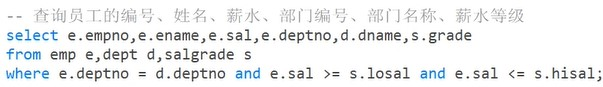 -- 查询员工的编号、姓名、薪水、部门编号、部门名称、薪水等级
select e.empno,e.ename,e.sal,e.deptno,d.dname,s.grade
from emp e,dept d,salgrade s
where e.deptno = d.deptno and e.sal >= s.losal and e.sal <= s.hisal;